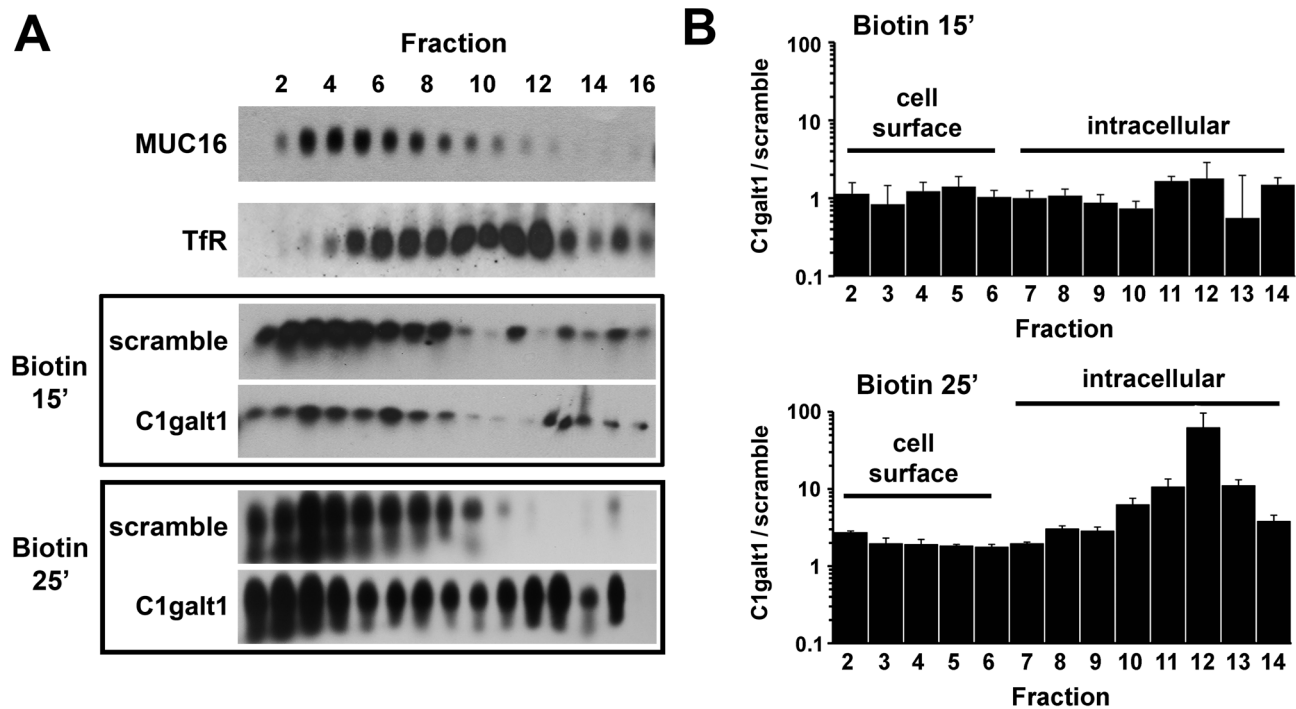 A
Fraction
2 4 6 8 10 12 14 16
MUC16
TfR
Biotin 15’
scramble
C1galt1
Biotin 25’
scramble
C1galt1
B
Biotin 15’
C1galt1 / scramble
100
10
1
0.1
cell surface
intracellular
2 3 4 5 6 7 8 9 10 11 12 13 14
Fraction
Biotin 25’
C1galt1 / scramble
100
10
1
0.1
cell surface
intracellular
2 3 4 5 6 7 8 9 10 11 12 13 14
Fraction